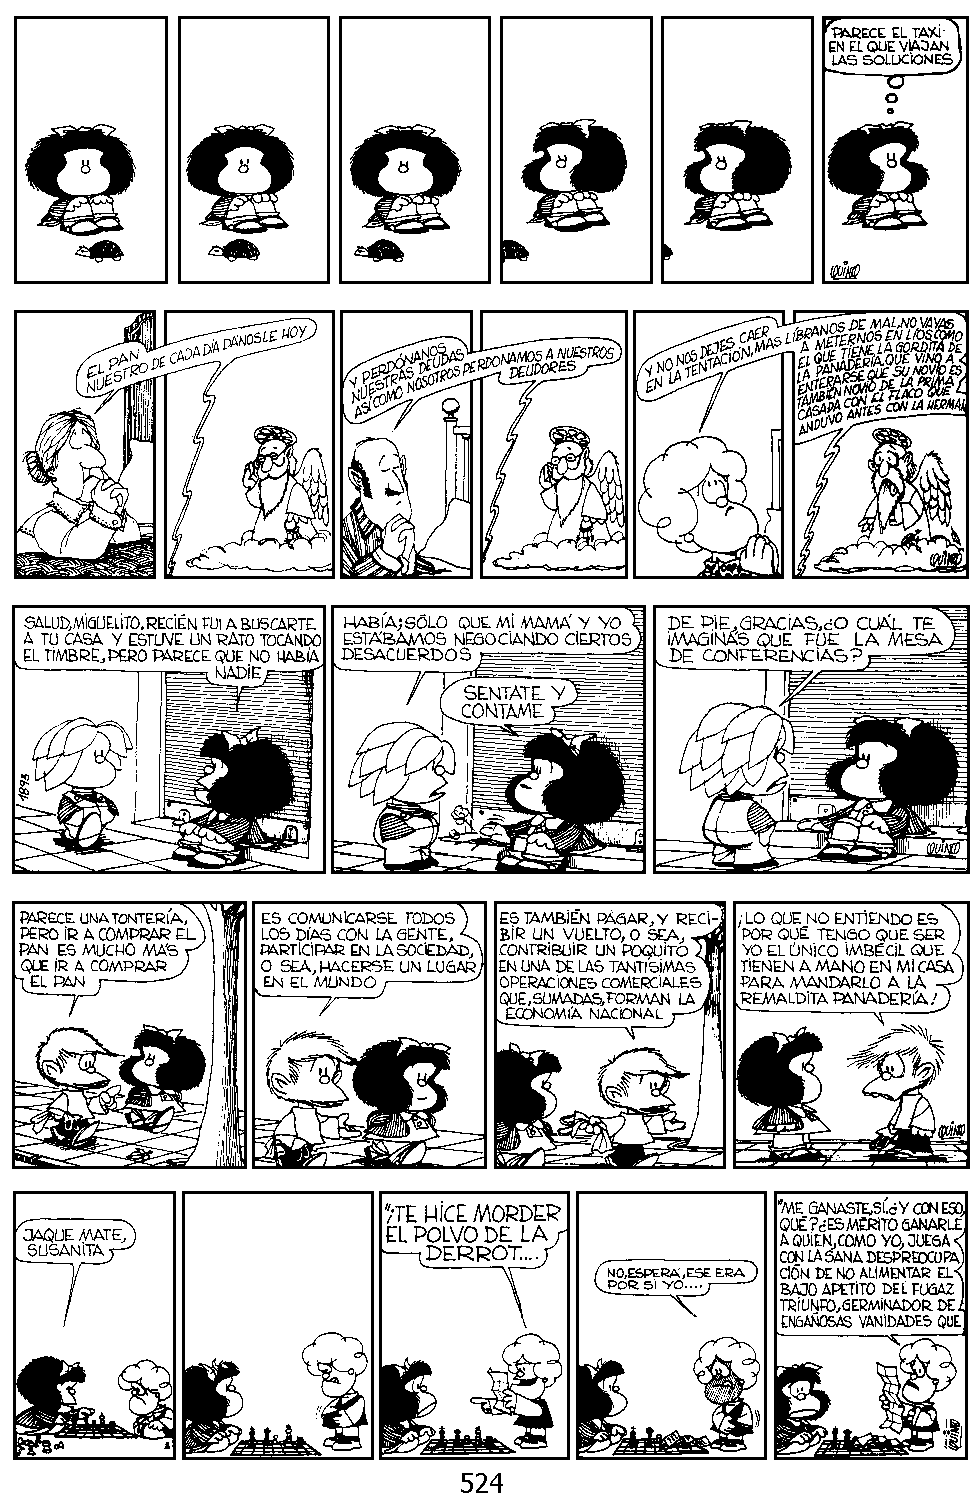 PARECE EL TAXI
EN EL QUE VIAJAN
LAS SOLUCIONES
QUINO
EL PAN
NUESTRO DE CADA DÍA DÁNOSLE HOY
Y PERDÓNANOS
NUESTRAS DEUDAS
ASÍ COMO NOSOTROS PERDONAMOS A NUESTROS
DEUDORES
Y NO NOS DEJES CAER
EN LA TENTACIÓN, MAS LÍBRANOS DE MAL, NO VAYAS
A METERNOS EN LÍOS COMO
EL QUE TIENE LA GORDITA DE
LA PANADERÍA, QUE VINO A
ENTERARSE QUE SU NOVIO ES
TAMBIÉN NOVIO DE LA PRIMA
CASADA CON EL FLACO QUE
ANDUVO ANTES CON LA HERMA
QUINO
SALUD, MIGUELITO. RECIÉN FUI A BUSCARTE
A TU CASA Y ESTUVE UN RATO TOCANDO
EL TIMBRE, PERO PARECE QUE NO HABÍA
NADIE
1893
HABÍA; SÓLO QUE MI MAMÁ Y YO
ESTÁBAMOS NEGOCIANDO CIERTOS
DESACUERDOS
SENTATE Y
CONTAME
DE PIE, GRACIAS, ¿O CUÁL TE
IMAGINÁS QUE FUE LA MESA
DE CONFERENCIAS?
QUINO
PARECE UNA TONTERÍA,
PERO IR A COMPRAR EL
PAN ES MUCHO MÁS
QUE IR A COMPRAR
EL PAN
ES COMUNICARSE TODOS
LOS DÍAS CON LA GENTE,
PARTICIPAR EN LA SOCIEDAD,
O SEA, HACERSE UN LUGAR
EN EL MUNDO
ES TAMBIÉN PAGAR, Y RECI-
BIR UN VUELTO, O SEA,
CONTRIBUIR UN POQUITO
EN UNA DE LAS TANTÍSIMAS
OPERACIONES COMERCIALES
QUE, SUMADAS, FORMAN LA
ECONOMÍA NACIONAL
¡LO QUE NO ENTIENDO ES
POR QUÉ TENGO QUE SER
YO EL ÚNICO IMBÉCIL QUE
TIENEN A MANO EN MI CASA
PARA MANDARLO A LA
REMALDITA PANADERÍA!
QUINO
JAQUE MATE,
SUSANITA
"¡TE HICE MORDER
EL POLVO DE LA
DERROT....
NO, ESPERÁ, ESE ERA
POR SI YO....
"ME GANASTE, SÍ, ¿Y CON ESO,
QUÉ? ¿ES MÉRITO GANARLE
A QUIEN, COMO YO, JUEGA
CON LA SANA DESPREOCUPA
CIÓN DE NO ALIMENTAR EL
BAJO APETITO DEL FUGAZ
TRIUNFO, GERMINADOR DE
ENGAÑOSAS VANIDADES QUE
QUINO
524